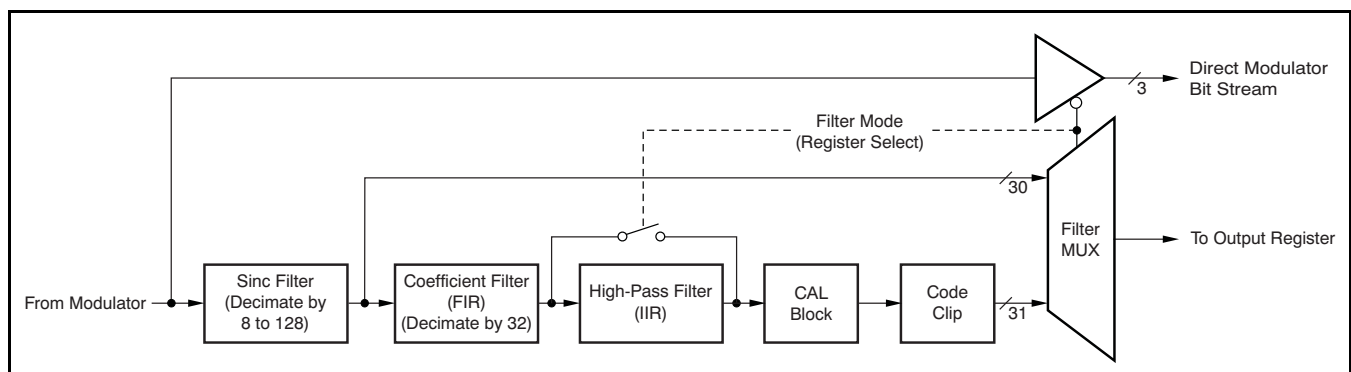 Direct Modulator
Bit Stream
3
Filter Mode
(Register Select)
30
Filter
MUX
To Output Register
From Modulator
Sinc Filter
(Decimate by
8 to 128)
Coefficient Filter
(FIR)
(Decimate by 32)
High-Pass Filter
(IIR)
CAL
Block
Code
Clip
31